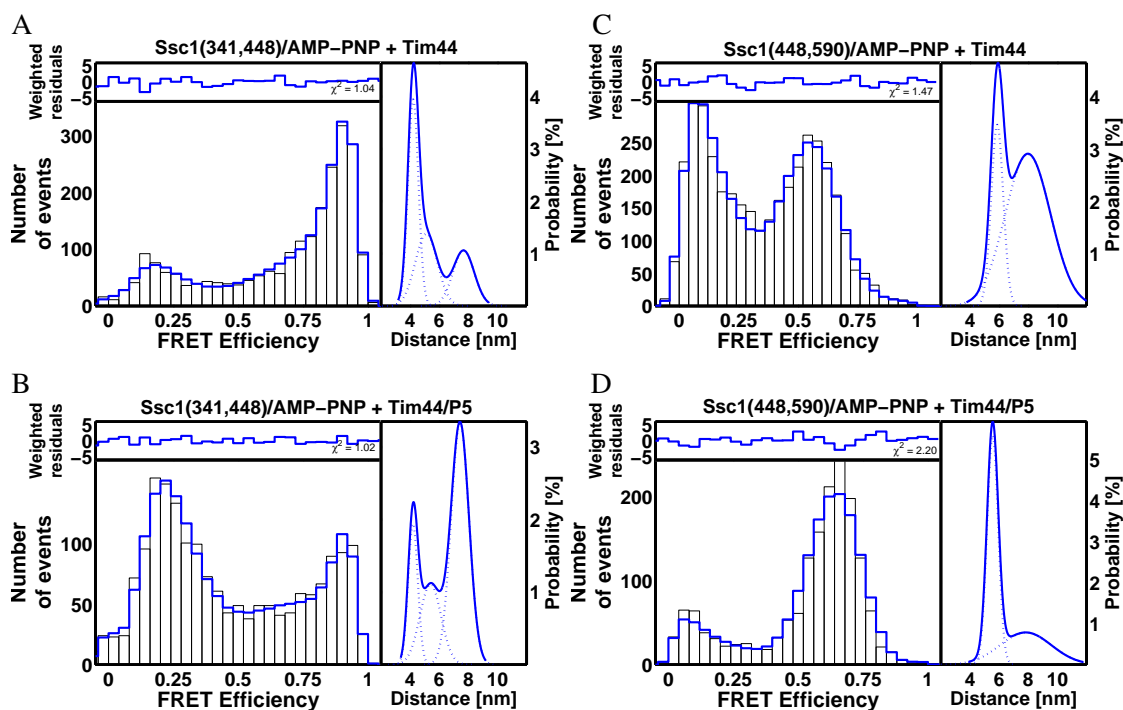 A
Ssc1(341,448)/AMP−PNP + Tim44
Weighted residuals
5
0
−5
χ² = 1.04
Number of events
300
200
100
0
0 0.25 0.5 0.75 1
FRET Efficiency
4 6 8 10
Distance [nm]
4
3
2
1
Probability [%]
C
Ssc1(448,590)/AMP−PNP + Tim44
Weighted residuals
5
0
−5
χ² = 1.47
Number of events
250
200
150
100
50
0
0 0.25 0.5 0.75 1
FRET Efficiency
4 6 8 10
Distance [nm]
4
3
2
1
Probability [%]
B
Ssc1(341,448)/AMP−PNP + Tim44/P5
Weighted residuals
5
0
−5
χ² = 1.02
Number of events
100
50
0
0 0.25 0.5 0.75 1
FRET Efficiency
4 6 8 10
Distance [nm]
3
2
1
Probability [%]
D
Ssc1(448,590)/AMP−PNP + Tim44/P5
Weighted residuals
5
0
−5
χ² = 2.20
Number of events
200
100
0
0 0.25 0.5 0.75 1
FRET Efficiency
4 6 8 10
Distance [nm]
5
4
3
2
1
Probability [%]